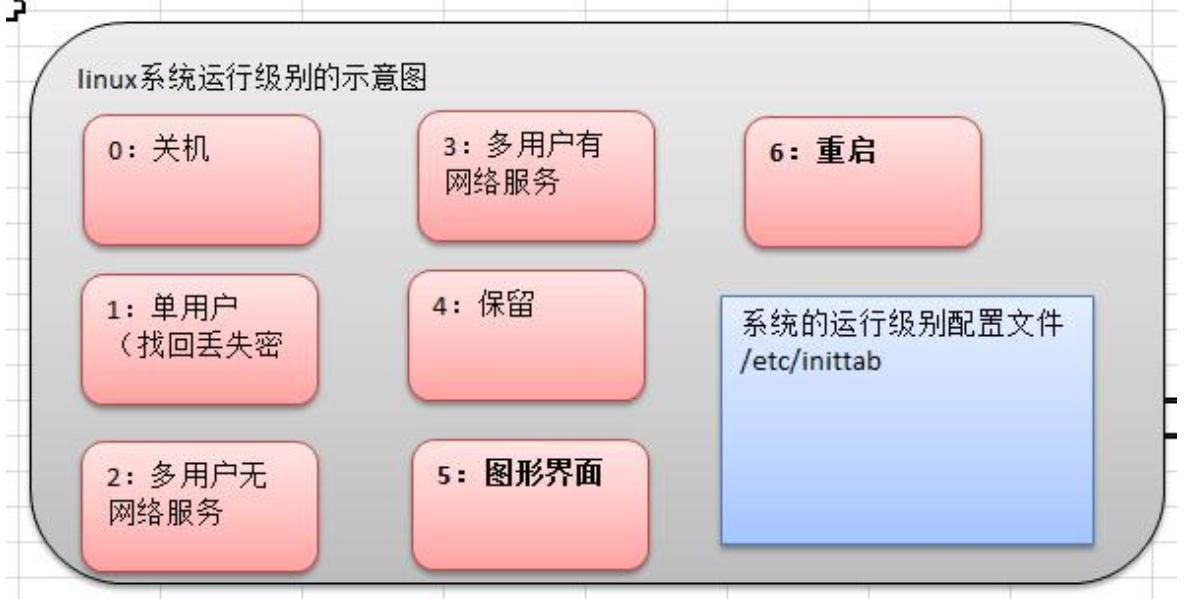 linux系统运行级别的示意图
0：关机
3：多用户有
网络服务
6：重启
1：单用户
（找回丢失密
4：保留
系统的运行级别配置文件
/etc/inittab
2：多用户无
网络服务
5：图形界面